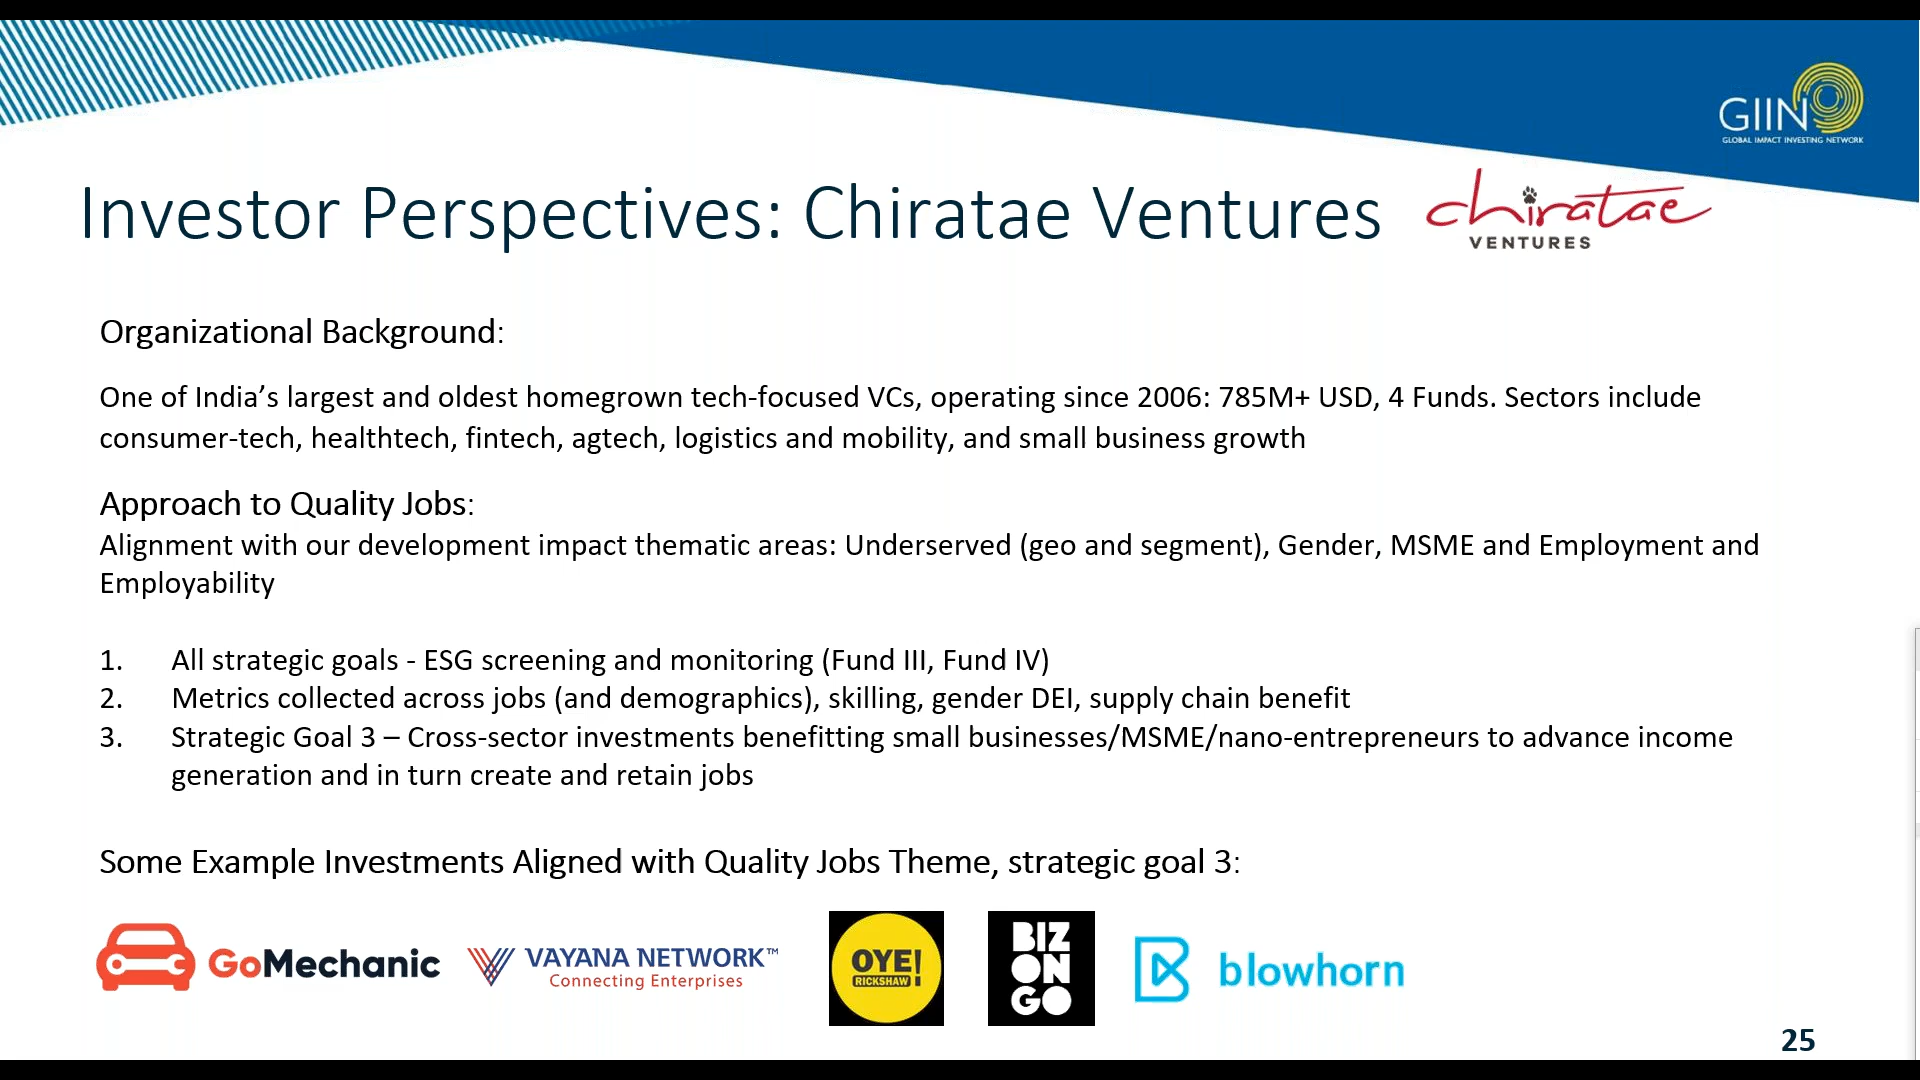 GIIN
GLOBAL IMPACT INVESTING NETWORK
Investor Perspectives: Chiratae Ventures
chiratae
VENTURES
Organizational Background:
One of India’s largest and oldest homegrown tech-focused VCs, operating since 2006: 785M+ USD, 4 Funds. Sectors include
consumer-tech, healthtech, fintech, agtech, logistics and mobility, and small business growth
Approach to Quality Jobs:
Alignment with our development impact thematic areas: Underserved (geo and segment), Gender, MSME and Employment and
Employability
1. All strategic goals - ESG screening and monitoring (Fund III, Fund IV)
2. Metrics collected across jobs (and demographics), skilling, gender DEI, supply chain benefit
3. Strategic Goal 3 – Cross-sector investments benefitting small businesses/MSME/nano-entrepreneurs to advance income
generation and in turn create and retain jobs
Some Example Investments Aligned with Quality Jobs Theme, strategic goal 3:
GoMechanic
VAYANA NETWORK™
Connecting Enterprises
OYE!
RICKSHAW
BIZ
ON
GO
blowhorn
25